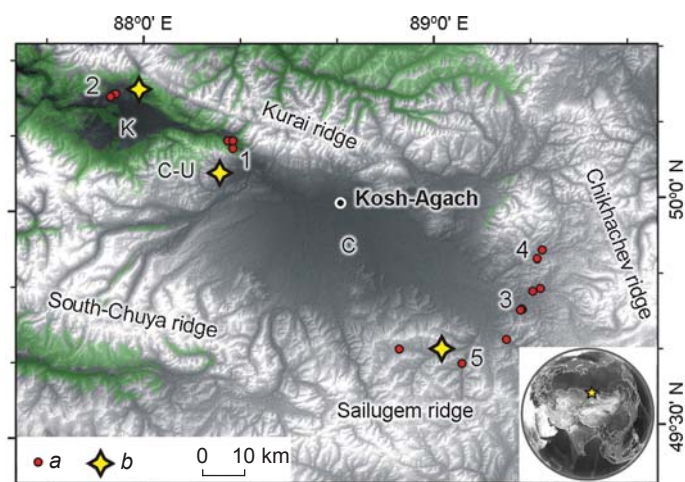 88°0' E 89°0' E
2
K
Kurai ridge
1
C-U
Kosh-Agach
50°0' N
Chikhachev ridge
C
4
3
South-Chuya ridge
5
Sailugem ridge
49°30' N
a b 0 10 km